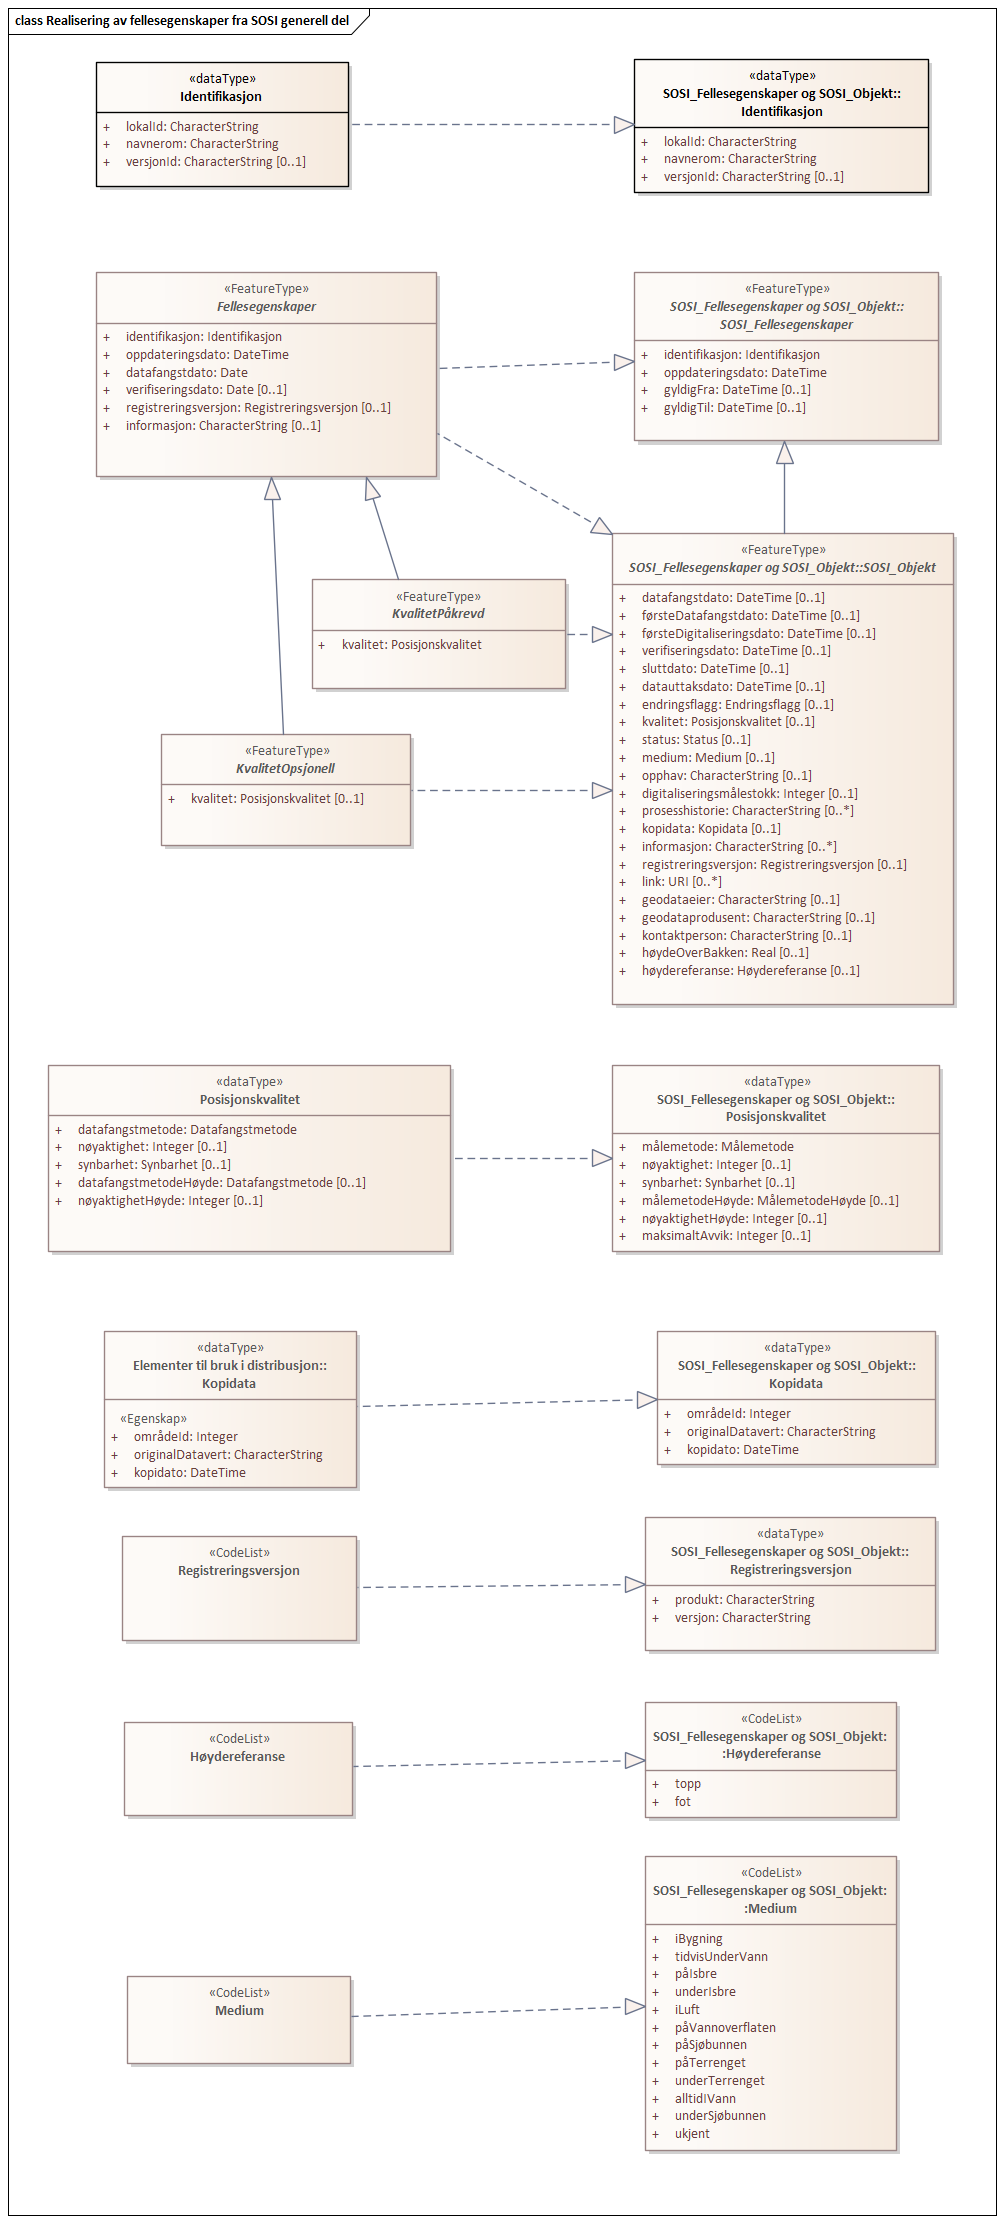 class Realisering av fellesegenskaper fra SOSI generell del
«dataType»
Identifikasjon
+ lokalId: CharacterString
+ navnerom: CharacterString
+ versjonId: CharacterString [0..1]
«dataType»
SOSI_Fellesegenskaper og SOSI_Objekt::
Identifikasjon
+ lokalId: CharacterString
+ navnerom: CharacterString
+ versjonId: CharacterString [0..1]
«FeatureType»
Fellesegenskaper
+ identifikasjon: Identifikasjon
+ oppdateringsdato: DateTime
+ datafangstdato: Date
+ verifiseringsdato: Date [0..1]
+ registreringsversjon: Registreringsversjon [0..1]
+ informasjon: CharacterString [0..1]
«FeatureType»
SOSI_Fellesegenskaper og SOSI_Objekt::
SOSI_Fellesegenskaper
+ identifikasjon: Identifikasjon
+ oppdateringsdato: DateTime
+ gyldigFra: DateTime [0..1]
+ gyldigTil: DateTime [0..1]
«FeatureType»
KvalitetPåkrevd
+ kvalitet: Posisjonskvalitet
«FeatureType»
KvalitetOpsjonell
+ kvalitet: Posisjonskvalitet [0..1]
«FeatureType»
SOSI_Fellesegenskaper og SOSI_Objekt::SOSI_Objekt
+ datafangstdato: DateTime [0..1]
+ førsteDatafangstdato: DateTime [0..1]
+ førsteDigitaliseringsdato: DateTime [0..1]
+ verifiseringsdato: DateTime [0..1]
+ sluttdato: DateTime [0..1]
+ datauttaksdato: DateTime [0..1]
+ endringsflagg: Endringsflagg [0..1]
+ kvalitet: Posisjonskvalitet [0..1]
+ status: Status [0..1]
+ medium: Medium [0..1]
+ opphav: CharacterString [0..1]
+ digitaliseringsmålestokk: Integer [0..1]
+ prosesshistorie: CharacterString [0..*]
+ kopidata: Kopidata [0..1]
+ informasjon: CharacterString [0..*]
+ registreringsversjon: Registreringsversjon [0..1]
+ link: URI [0..*]
+ geodataeier: CharacterString [0..1]
+ geodataprodusent: CharacterString [0..1]
+ kontaktperson: CharacterString [0..1]
+ høydeOverBakken: Real [0..1]
+ høydereferanse: Høydereferanse [0..1]
«dataType»
Posisjonskvalitet
+ datafangstmetode: Datafangstmetode
+ nøyaktighet: Integer [0..1]
+ synbarhet: Synbarhet [0..1]
+ datafangstmetodeHøyde: Datafangstmetode [0..1]
+ nøyaktighetHøyde: Integer [0..1]
«dataType»
SOSI_Fellesegenskaper og SOSI_Objekt::
Posisjonskvalitet
+ målemetode: Målemetode
+ nøyaktighet: Integer [0..1]
+ synbarhet: Synbarhet [0..1]
+ målemetodeHøyde: MålemetodeHøyde [0..1]
+ nøyaktighetHøyde: Integer [0..1]
+ maksimaltAvvik: Integer [0..1]
«dataType»
Elementer til bruk i distribusjon::
Kopidata
«Egenskap»
+ områdeId: Integer
+ originalDatavert: CharacterString
+ kopidato: DateTime
«dataType»
SOSI_Fellesegenskaper og SOSI_Objekt::
Kopidata
+ områdeId: Integer
+ originalDatavert: CharacterString
+ kopidato: DateTime
«CodeList»
Registreringsversjon
«dataType»
SOSI_Fellesegenskaper og SOSI_Objekt::
Registreringsversjon
+ produkt: CharacterString
+ versjon: CharacterString
«CodeList»
Høydereferanse
«CodeList»
SOSI_Fellesegenskaper og SOSI_Objekt:
:Høydereferanse
+ topp
+ fot
«CodeList»
Medium
«CodeList»
SOSI_Fellesegenskaper og SOSI_Objekt:
:Medium
+ iBygning
+ tidvisUnderVann
+ påIsbre
+ underIsbre
+ iLuft
+ påVannoverflaten
+ påSjøbunnen
+ påTerrenget
+ underTerrenget
+ alltidIVann
+ underSjøbunnen
+ ukjent